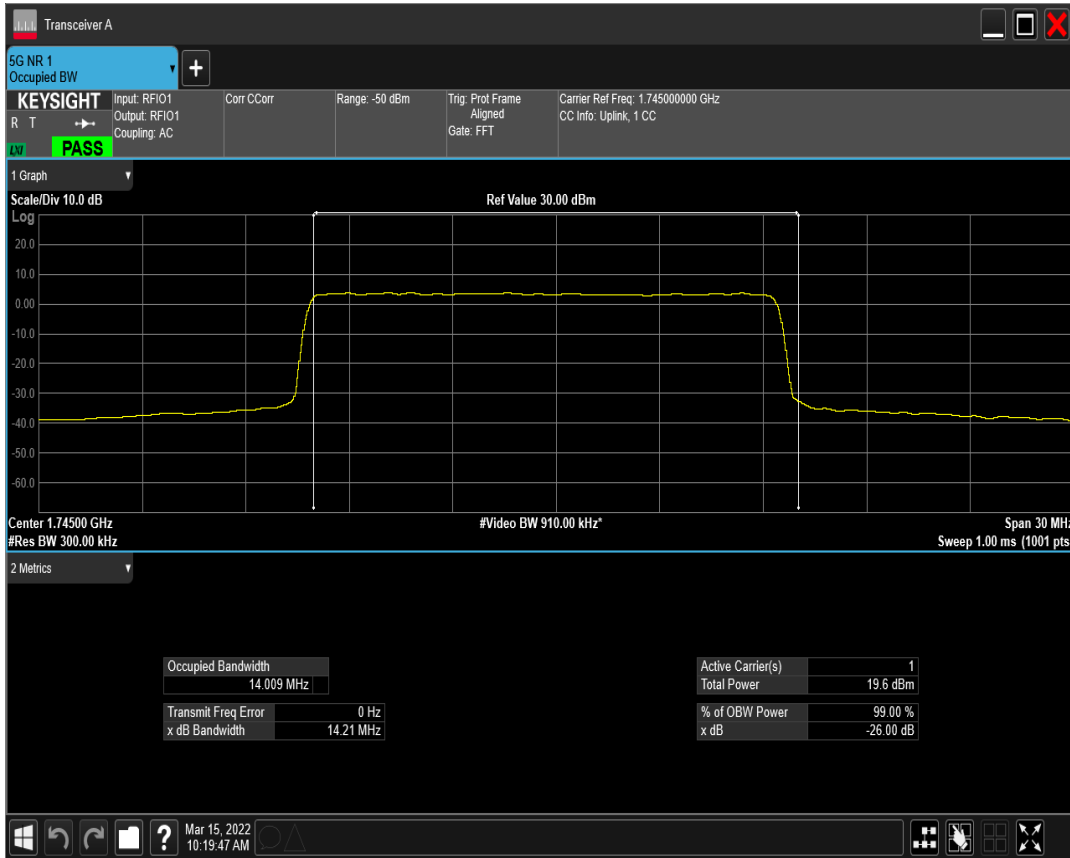 Transceiver A
5G NR 1
Occupied BW
KEYSIGHT
R T
LXI
PASS
Input: RFIO1
Output: RFIO1
Coupling: AC
Corr CCorr
Range: -50 dBm
Trig: Prot Frame
Aligned
Gate: FFT
Carrier Ref Freq: 1.745000000 GHz
CC Info: Uplink, 1 CC
1 Graph
Scale/Div 10.0 dB
Ref Value 30.00 dBm
Log
20.0
10.0
0.00
-10.0
-20.0
-30.0
-40.0
-50.0
-60.0
Center 1.74500 GHz
#Video BW 910.00 kHz*
Span 30 MHz
#Res BW 300.00 kHz
Sweep 1.00 ms (1001 pts
2 Metrics
Occupied Bandwidth
14.009 MHz
Transmit Freq Error 0 Hz
x dB Bandwidth 14.21 MHz
Active Carrier(s) 1
Total Power 19.6 dBm
% of OBW Power 99.00 %
x dB -26.00 dB
?
Mar 15, 2022
10:19:47 AM